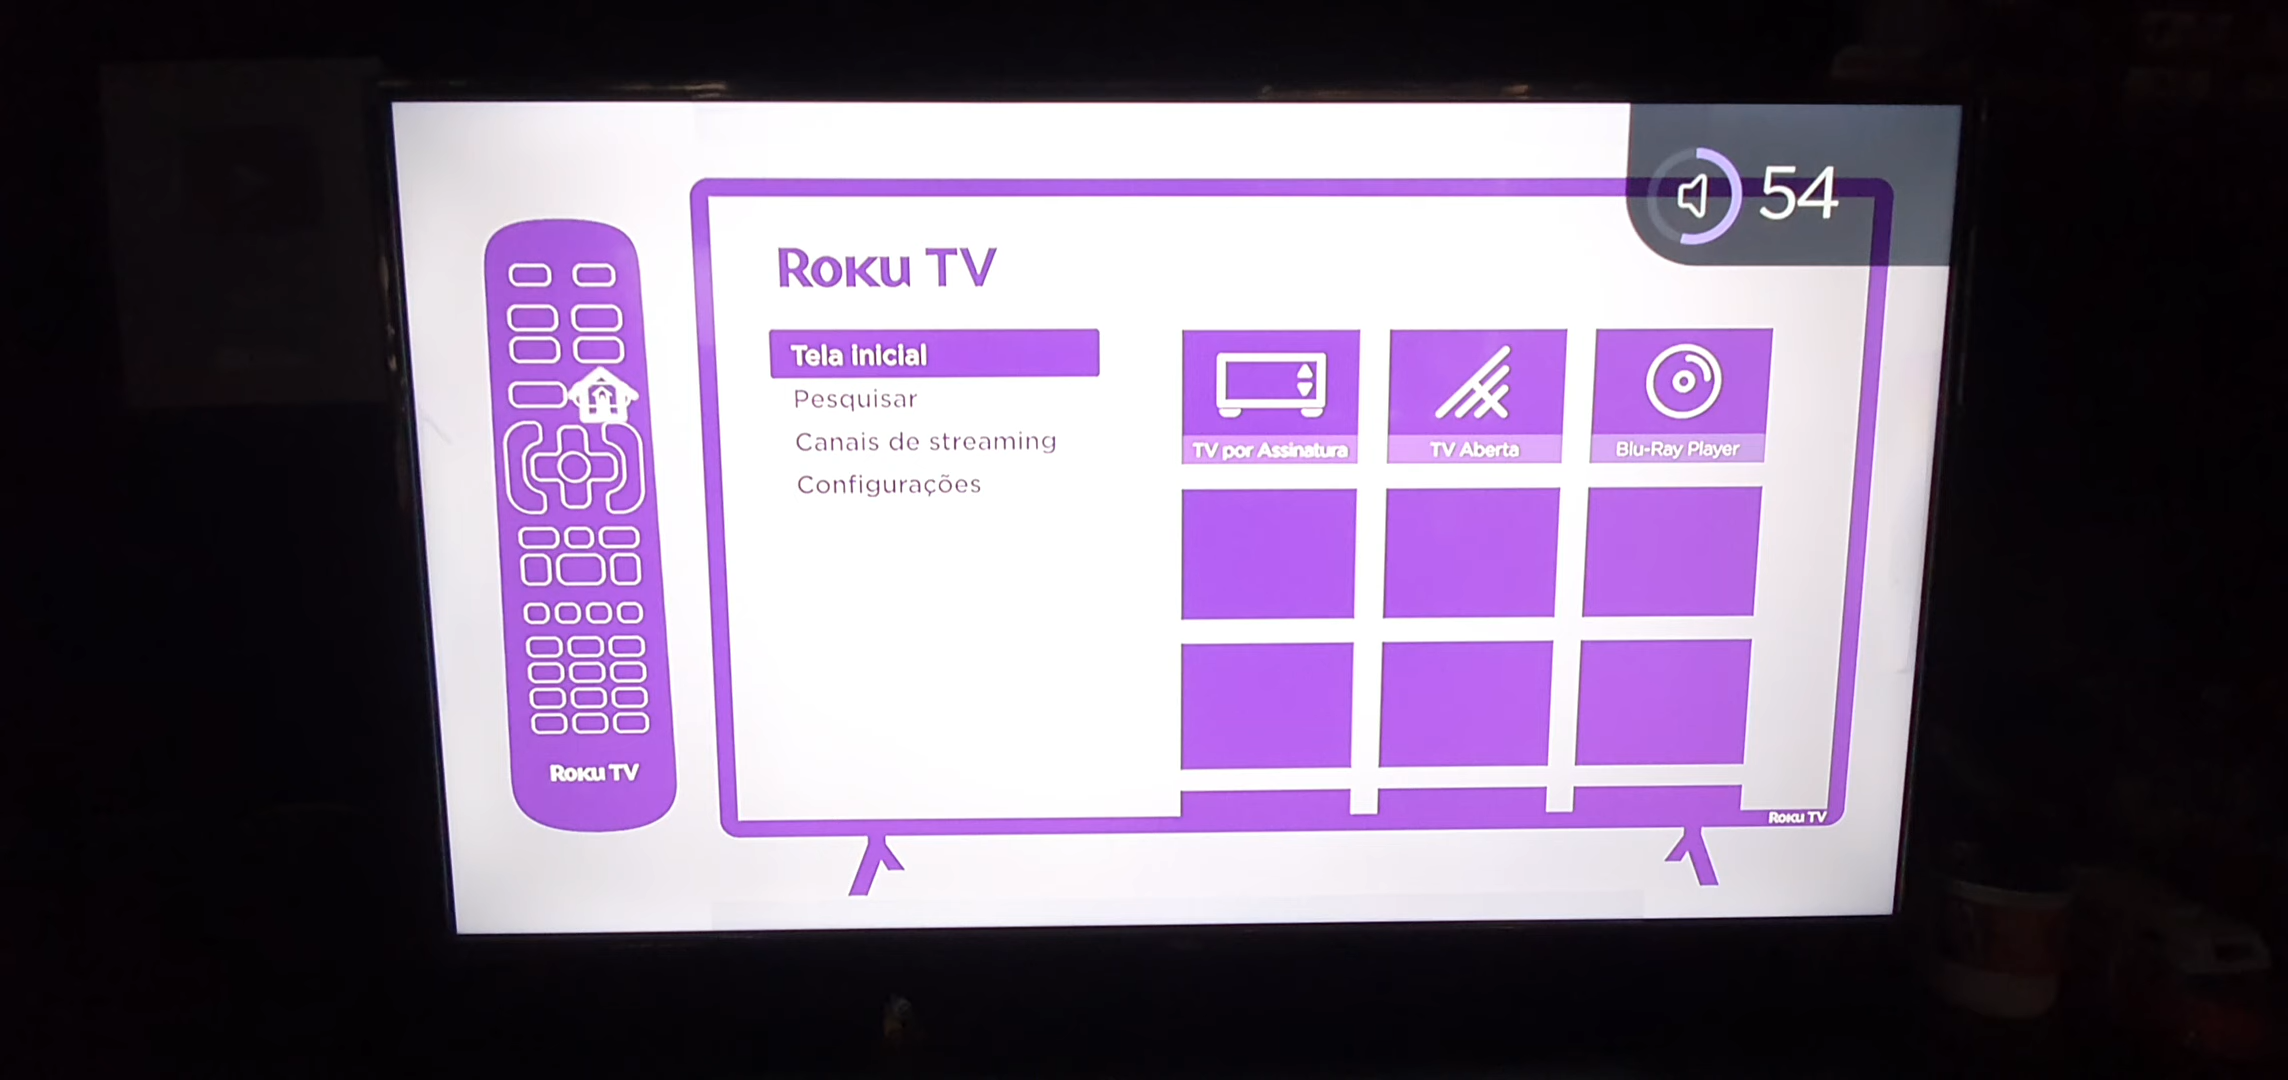 54
Roku TV
Tela inicial
Pesquisar
Canais de streaming
Configurações
TV por Assinatura
TV Aberta
Blu-Ray Player
Roku TV
Roku TV